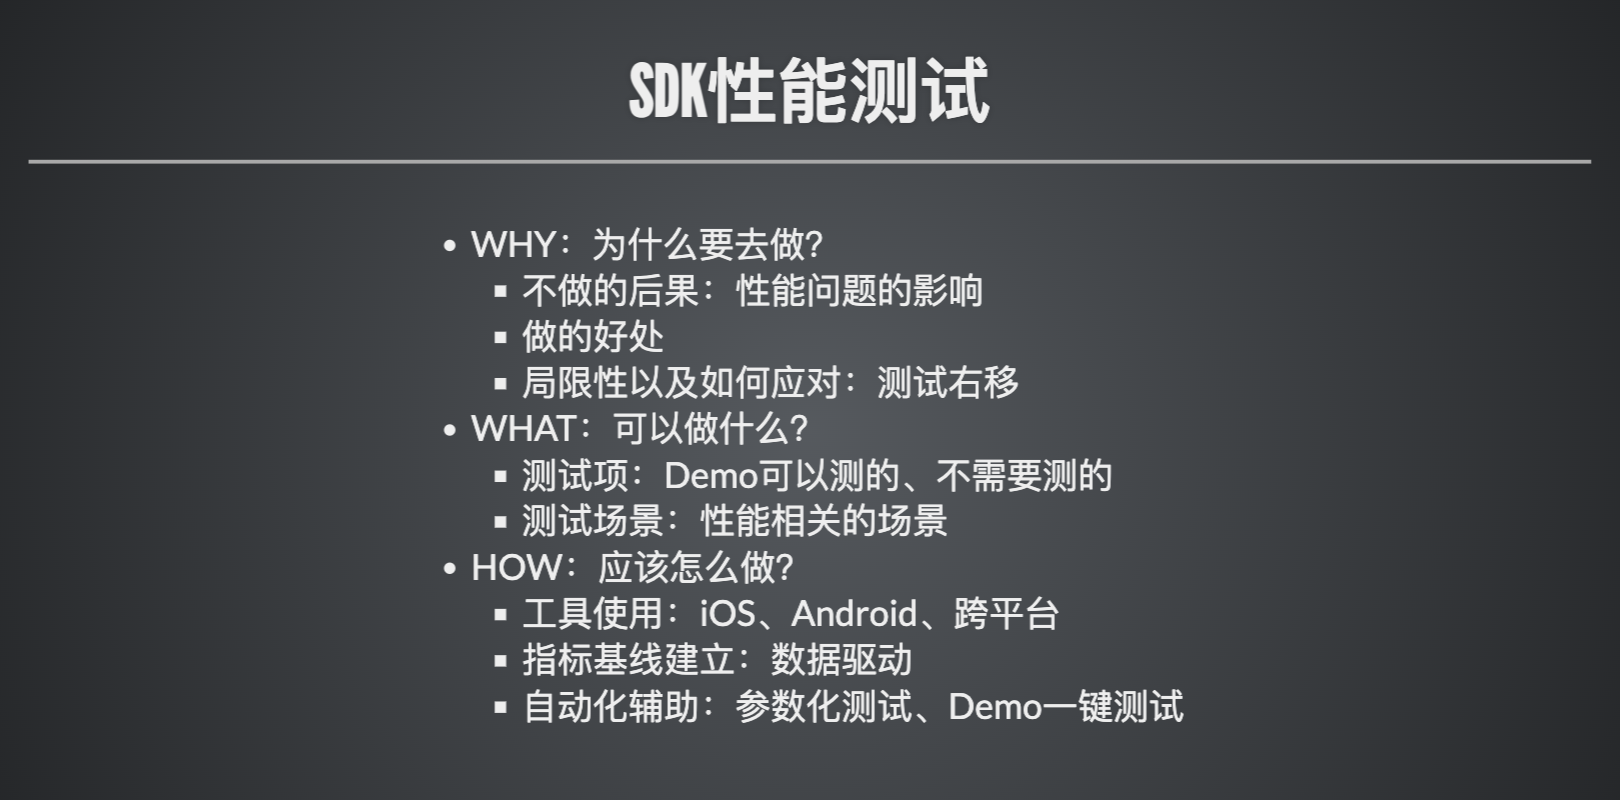 SDK性能测试
WHY：为什么要去做？
不做的后果：性能问题的影响
做的好处
局限性以及如何应对：测试右移
WHAT：可以做什么？
测试项：Demo可以测的、不需要测的
测试场景：性能相关的场景
HOW：应该怎么做？
工具使用：iOS、Android、跨平台
指标基线建立：数据驱动
自动化辅助：参数化测试、Demo一键测试